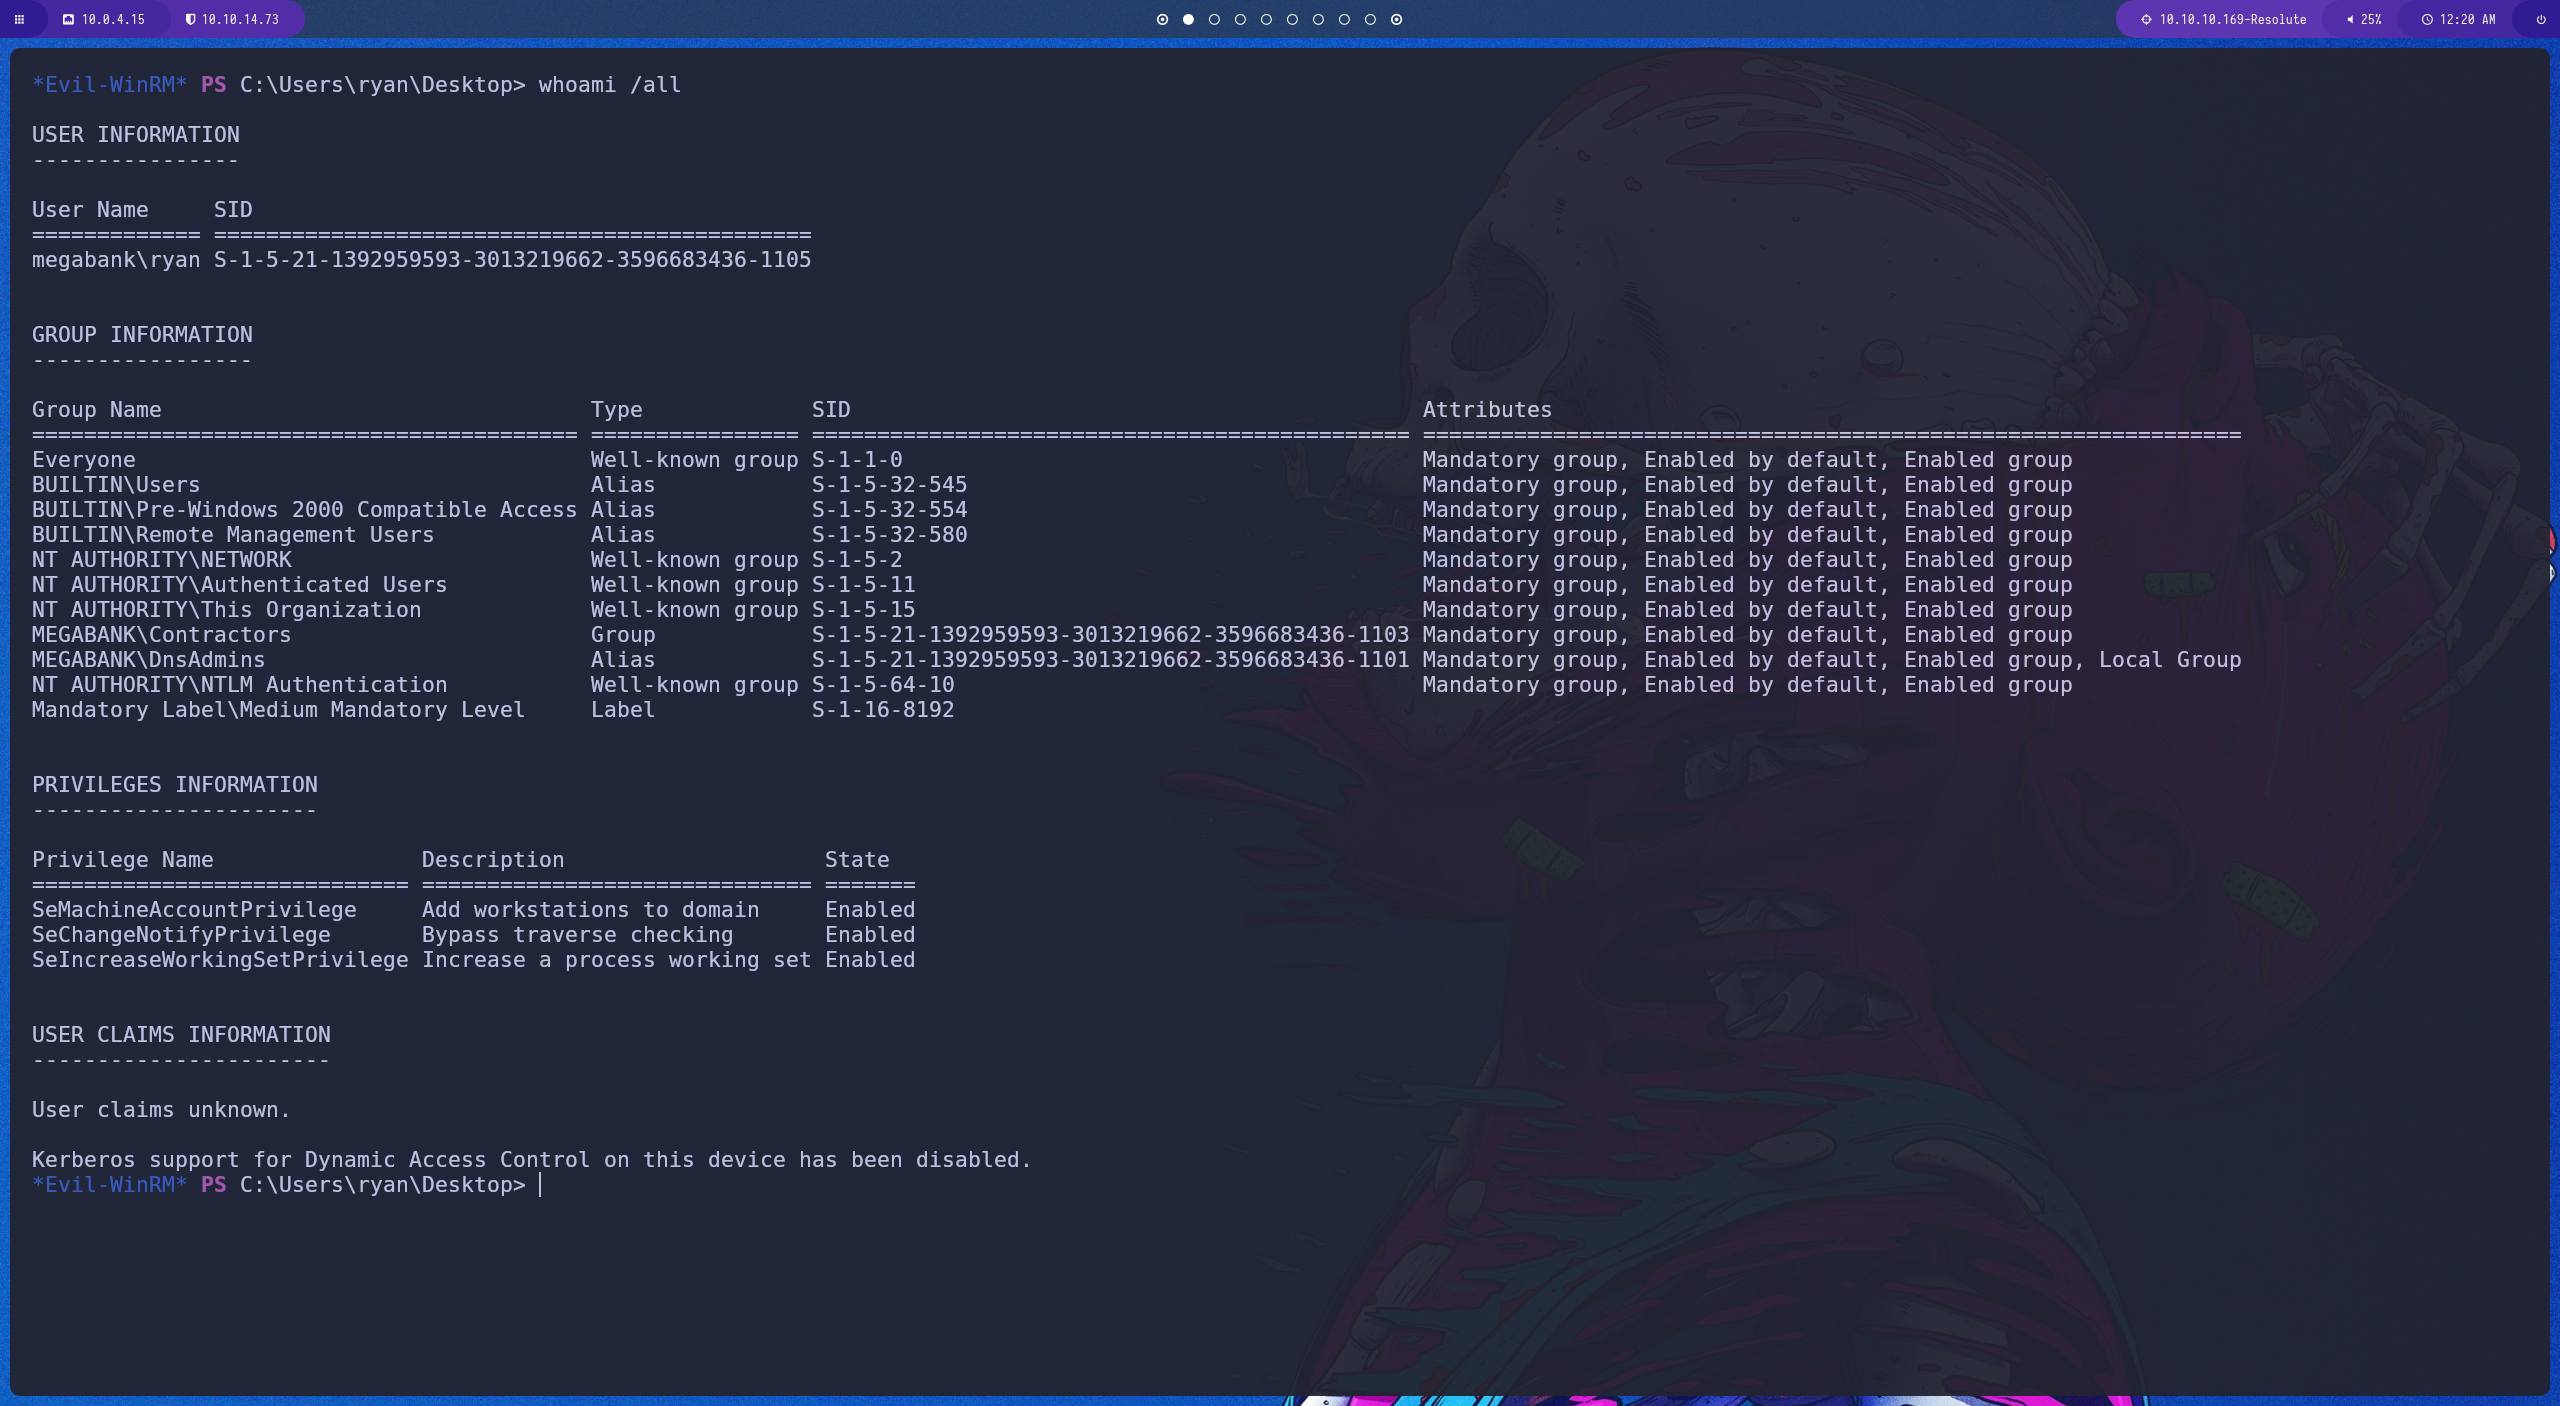 10.0.4.15 10.10.14.73 10.10.10.169-Resolute 25% 12:20 AM
*Evil-WinRM* PS C:\Users\ryan\Desktop> whoami /all
USER INFORMATION
----------------
User Name     SID
============= ==============================================
megabank\ryan S-1-5-21-1392959593-3013219662-3596683436-1105
GROUP INFORMATION
-----------------
Group Name                                 Type             SID                                            Attributes
========================================== ================ ============================================== ===============================================================
Everyone                                   Well-known group S-1-1-0                                        Mandatory group, Enabled by default, Enabled group
BUILTIN\Users                              Alias            S-1-5-32-545                                   Mandatory group, Enabled by default, Enabled group
BUILTIN\Pre-Windows 2000 Compatible Access Alias            S-1-5-32-554                                   Mandatory group, Enabled by default, Enabled group
BUILTIN\Remote Management Users            Alias            S-1-5-32-580                                   Mandatory group, Enabled by default, Enabled group
NT AUTHORITY\NETWORK                       Well-known group S-1-5-2                                        Mandatory group, Enabled by default, Enabled group
NT AUTHORITY\Authenticated Users           Well-known group S-1-5-11                                       Mandatory group, Enabled by default, Enabled group
NT AUTHORITY\This Organization             Well-known group S-1-5-15                                       Mandatory group, Enabled by default, Enabled group
MEGABANK\Contractors                       Group            S-1-5-21-1392959593-3013219662-3596683436-1103 Mandatory group, Enabled by default, Enabled group
MEGABANK\DnsAdmins                         Alias            S-1-5-21-1392959593-3013219662-3596683436-1101 Mandatory group, Enabled by default, Enabled group, Local Group
NT AUTHORITY\NTLM Authentication           Well-known group S-1-5-64-10                                    Mandatory group, Enabled by default, Enabled group
Mandatory Label\Medium Mandatory Level     Label            S-1-16-8192
PRIVILEGES INFORMATION
----------------------
Privilege Name                Description                    State
============================= ============================== =======
SeMachineAccountPrivilege     Add workstations to domain     Enabled
SeChangeNotifyPrivilege       Bypass traverse checking       Enabled
SeIncreaseWorkingSetPrivilege Increase a process working set Enabled
USER CLAIMS INFORMATION
-----------------------
User claims unknown.
Kerberos support for Dynamic Access Control on this device has been disabled.
*Evil-WinRM* PS C:\Users\ryan\Desktop>